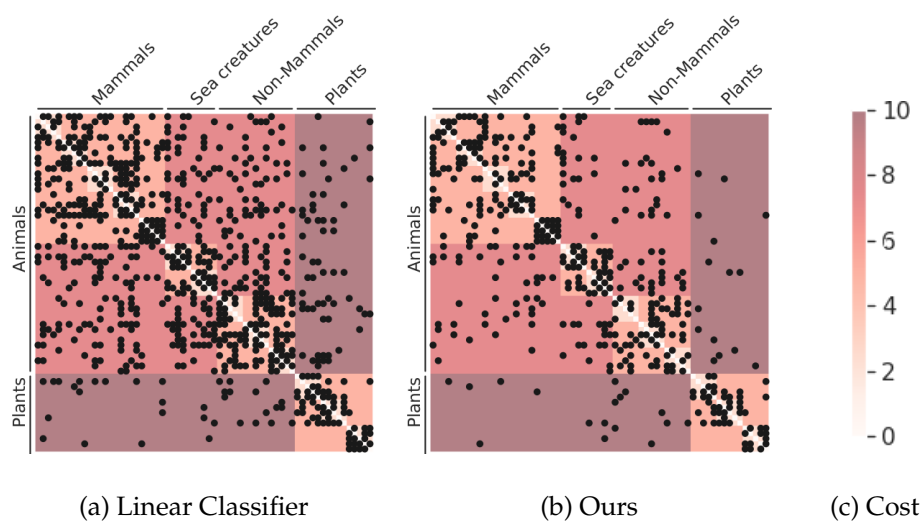 Mammals
Sea creatures
Non-Mammals
Plants
Mammals
Sea creatures
Non-Mammals
Plants
Animals
Plants
Animals
Plants
10
8
6
4
2
0
(a) Linear Classifier
(b) Ours
(c) Cost